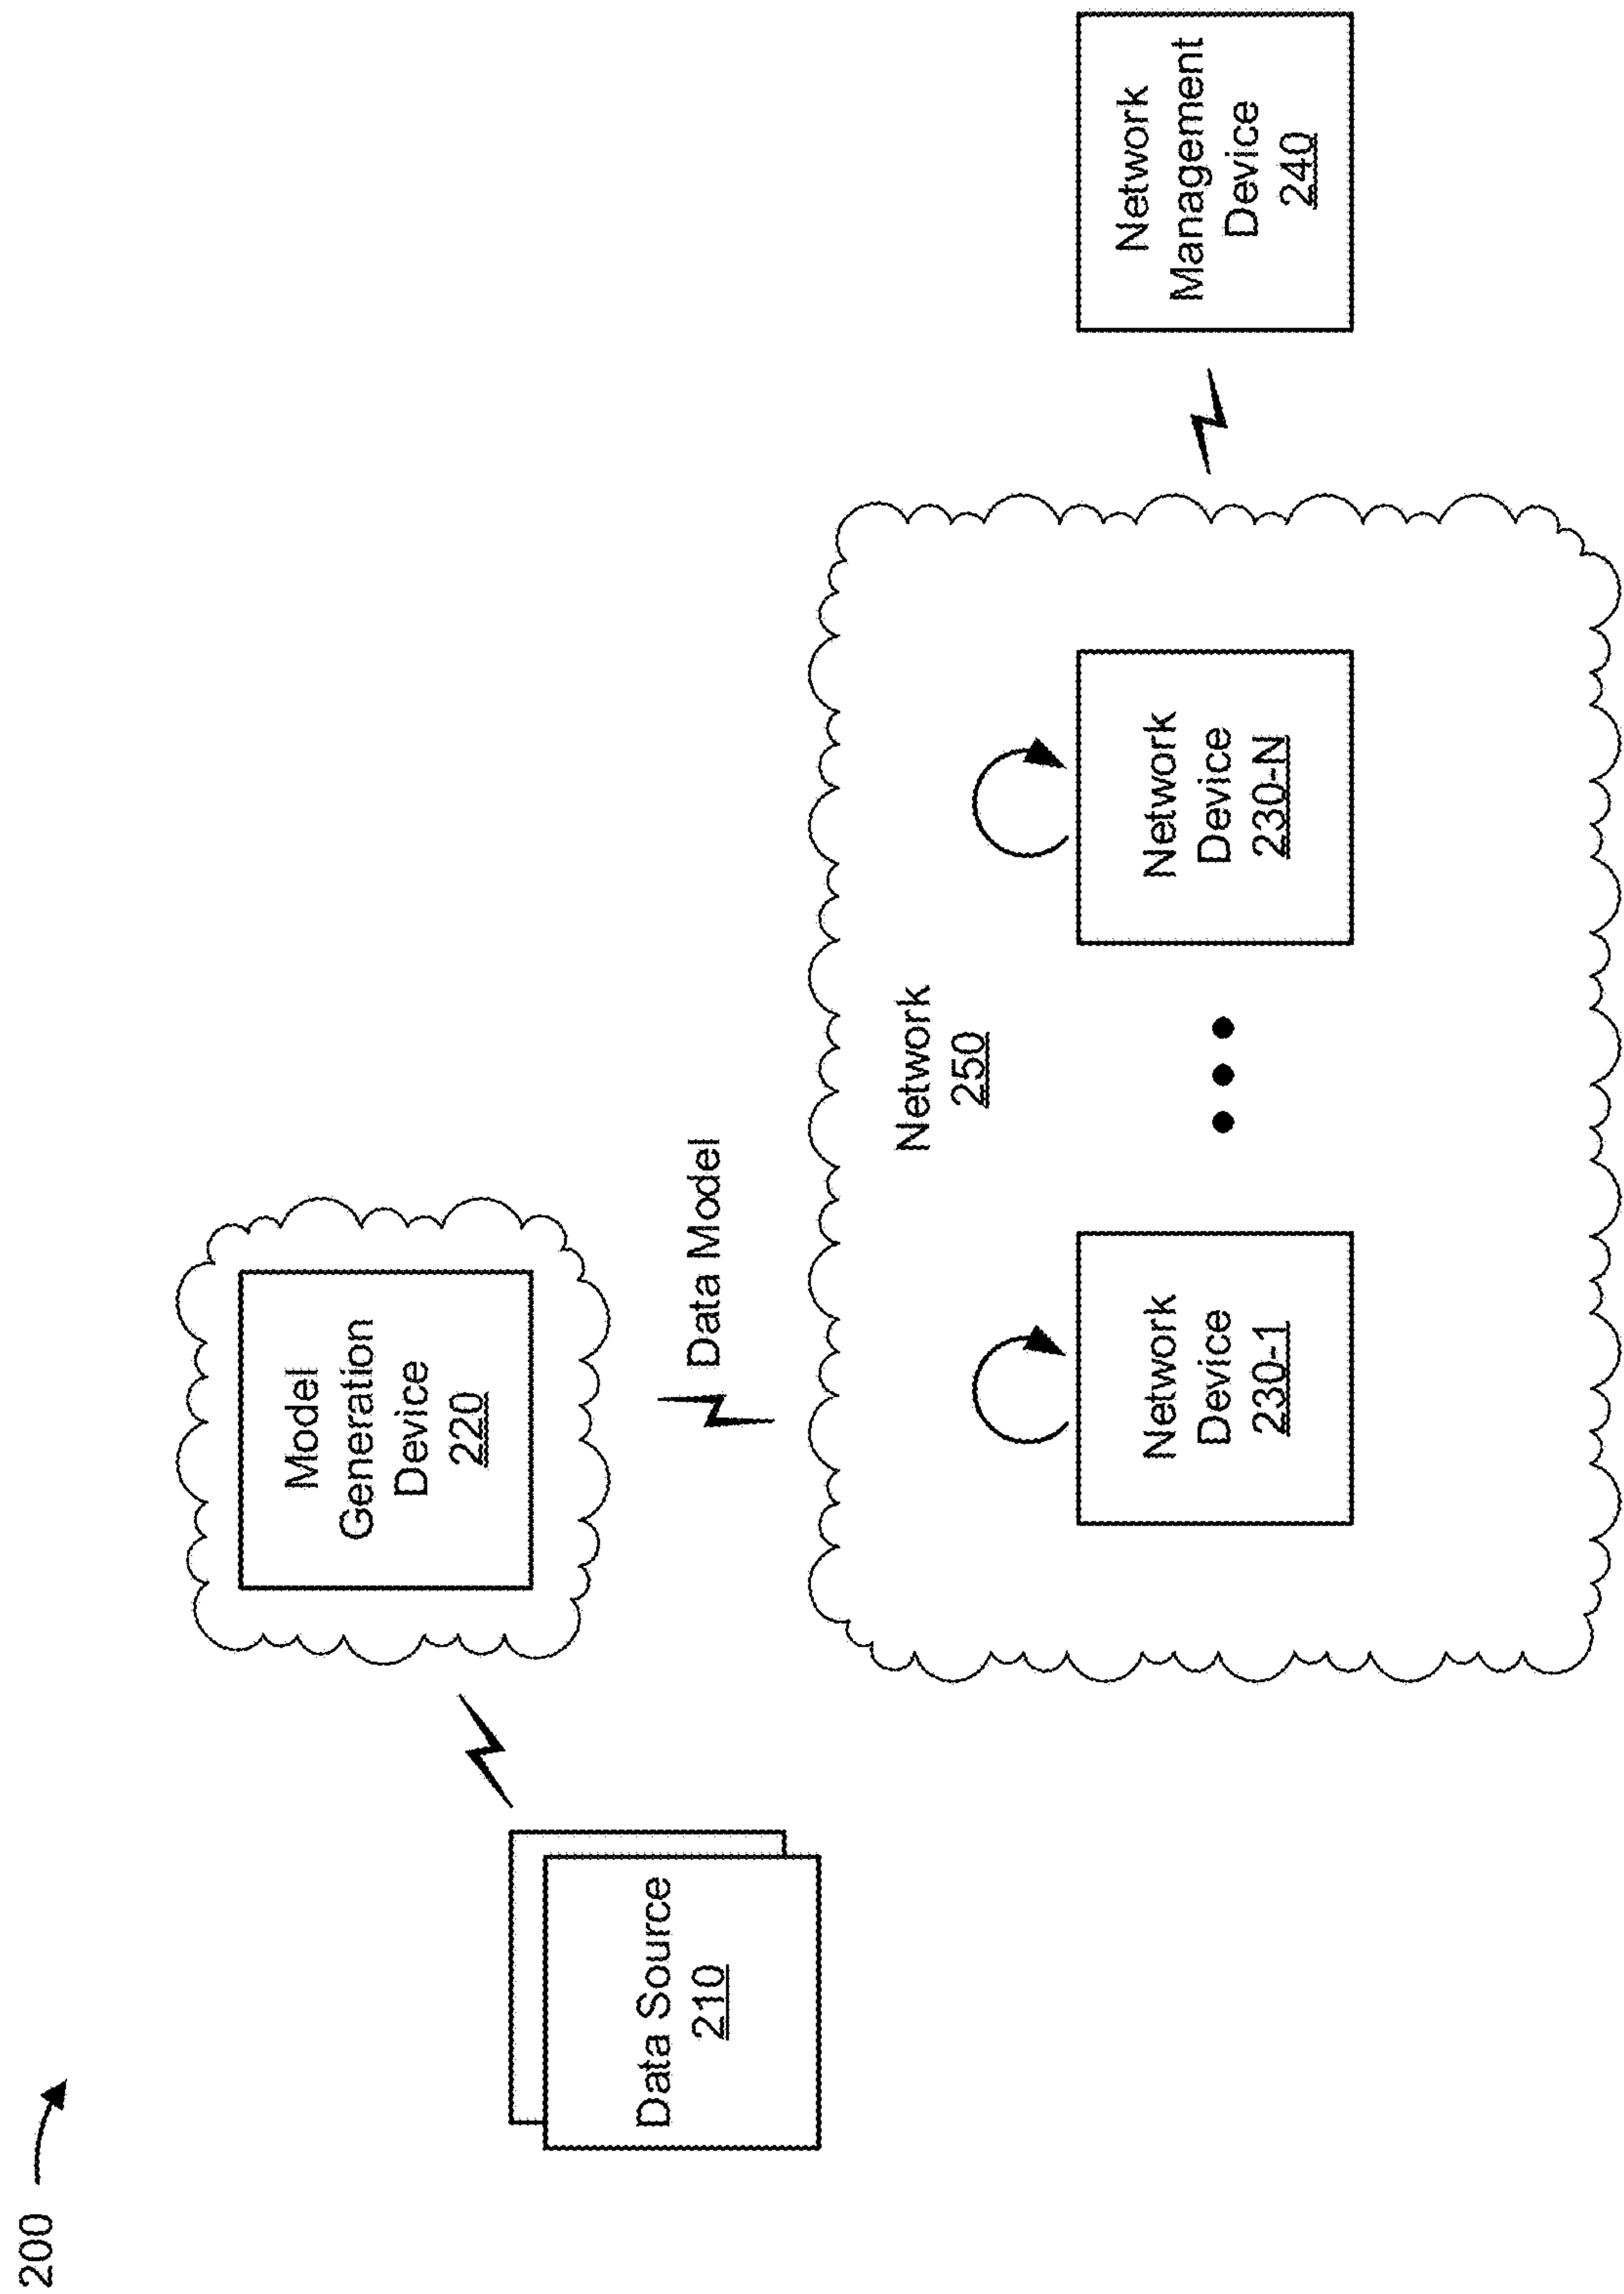 200
Model
Generation
Device
220
Data Source
210
Data Model
Network
250
Network
Device
230-1
Network
Device
230-N
Network
Management
Device
240